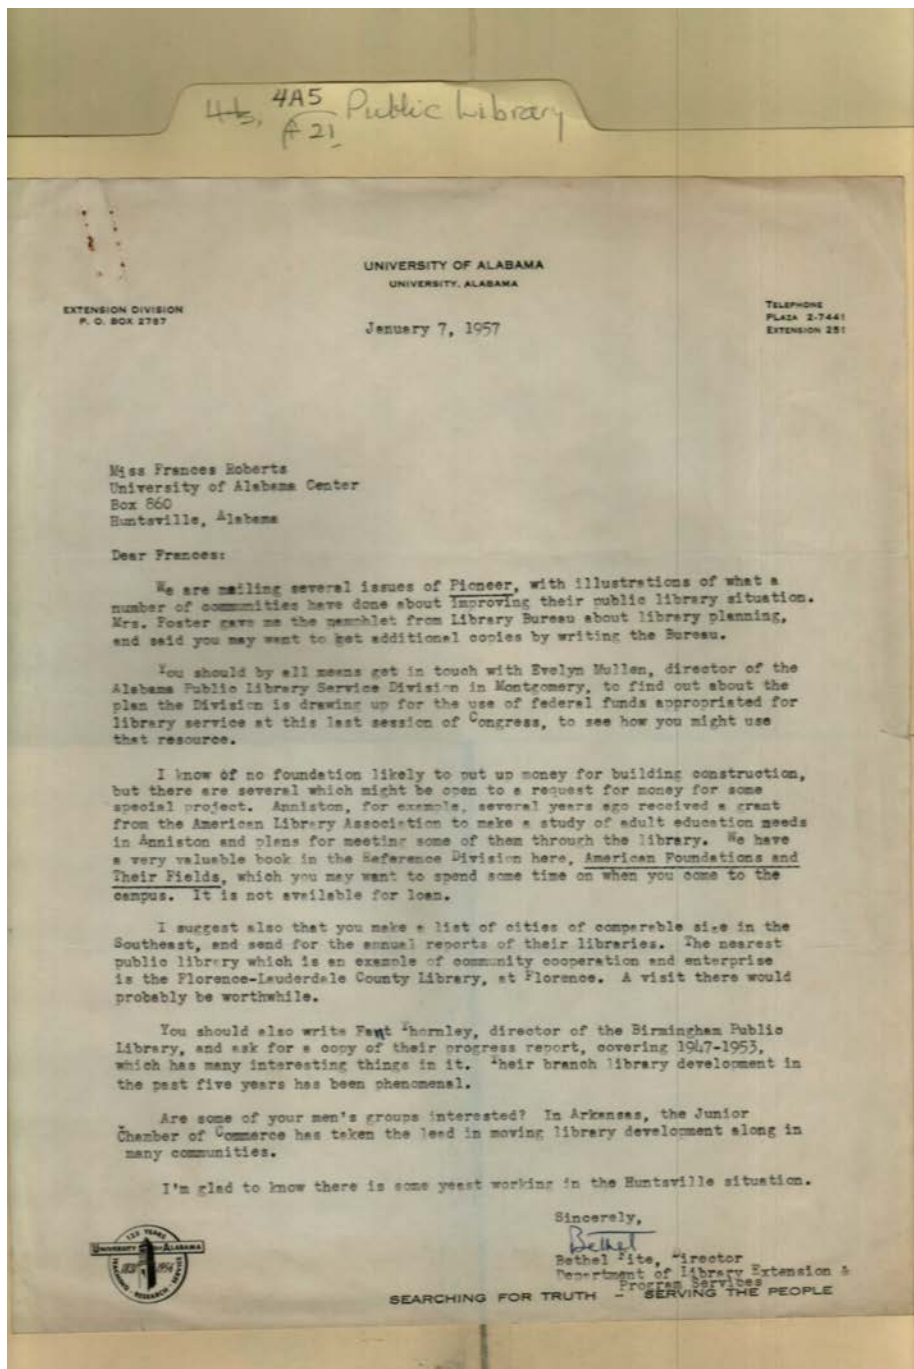 4A5
A 21
Public Library
UNIVERSITY OF ALABAMA
UNIVERSITY, ALABAMA
EXTENSION DIVISION
P. O. BOX 2787
TELEPHONE
PLAZA 2-7441
EXTENSION 251
January 7, 1957
Miss Frances Roberts
University of Alabama Center
Box 860
Huntsville, Alabama
Dear Frances:
We are mailing several issues of Pioneer, with illustrations of what a
number of communities have done about improving their public library situation.
Mrs. Foster gave me the pamphlet from Library Bureau about library planning,
and said you may want to get additional copies by writing the Bureau.
You should by all means get in touch with Evelyn Mullen, director of the
Alabama Public Library Service Division in Montgomery, to find out about the
plan the Division is drawing up for the use of federal funds appropriated for
library service at this last session of Congress, to see how you might use
that resource.
I know of no foundation likely to put up money for building construction,
but there are several which might be open to a request for money for some
special project. Anniston, for example, several years ago received a grant
from the American Library Association to make a study of adult education needs
in Anniston and plans for meeting some of them through the library. We have
a very valuable book in the Reference Division here, American Foundations and
Their Fields, which you may want to spend some time on when you come to the
campus. It is not available for loan.
I suggest also that you make a list of cities of comparable size in the
Southeast, and send for the annual reports of their libraries. The nearest
public library which is an example of community cooperation and enterprise
is the Florence-Lauderdale County Library, at Florence. A visit there would
probably be worthwhile.
You should also write Fant Thornley, director of the Birmingham Public
Library, and ask for a copy of their progress report, covering 1947-1953,
which has many interesting things in it. Their branch library development in
the past five years has been phenomenal.
Are some of your men's groups interested? In Arkansas, the Junior
Chamber of Commerce has taken the lead in moving library development along in
many communities.
I'm glad to know there is some yeast working in the Huntsville situation.
Sincerely,
Bethel
Bethel Fite, Director
Department of Library Extension &
Program Services
125 YEARS
UNIVERSITY OF ALABAMA
1831 1956
TEACHING · RESEARCH · SERVICE
SEARCHING FOR TRUTH — SERVING THE PEOPLE